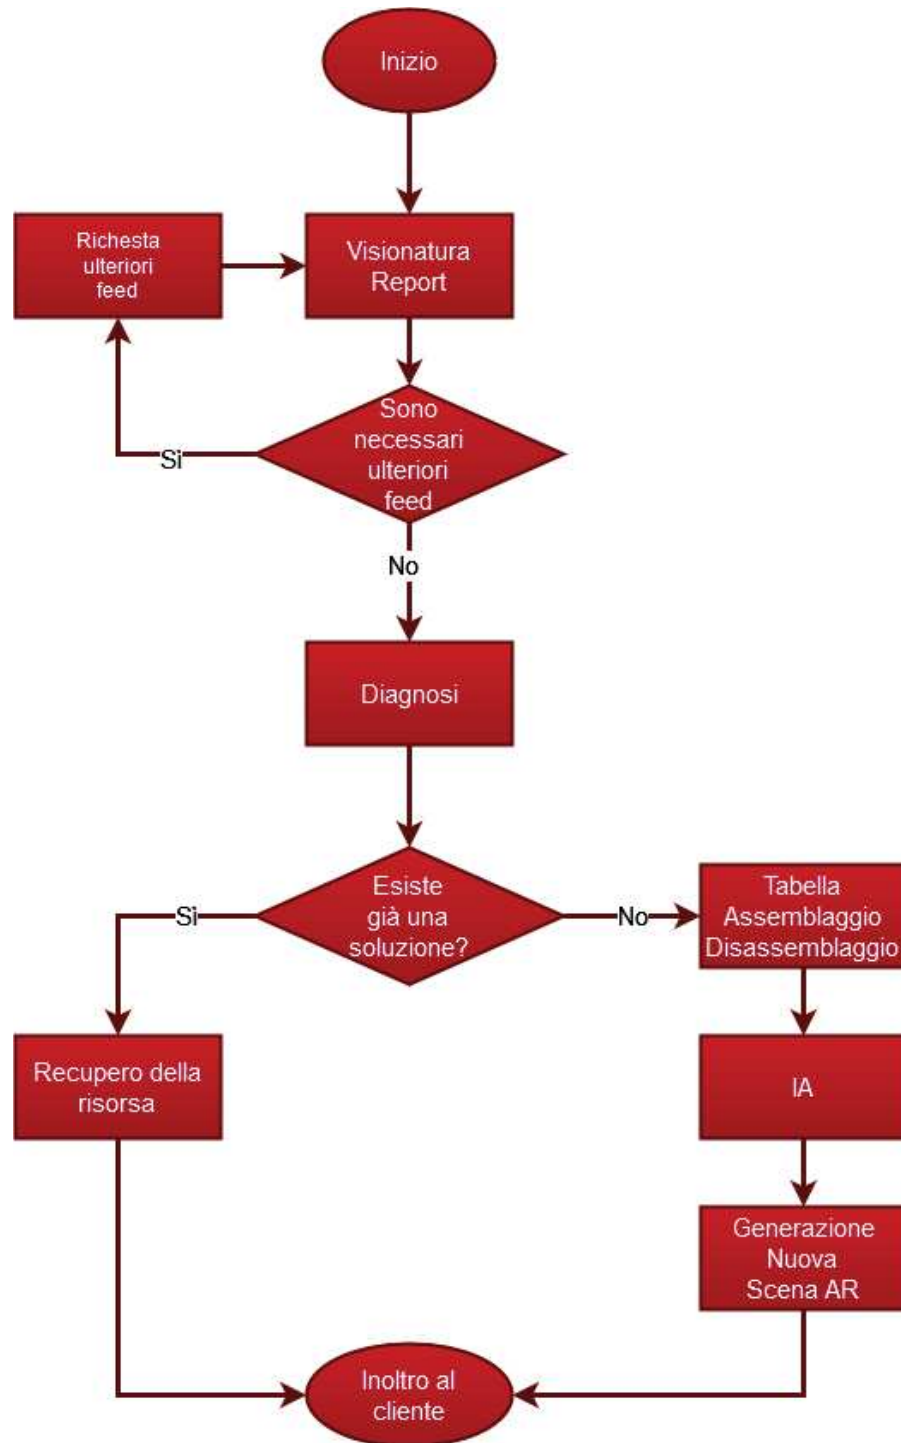 Inizio
Richesta
ulteriori
feed
Visionatura
Report
Sono
necessari
ulteriori
feed
Si
No
Diagnosi
Esiste
già una
soluzione?
Si
No
Tabella
Assemblaggio
Disassemblaggio
Recupero della
risorsa
IA
Generazione
Nuova
Scena AR
Inoltro al
cliente